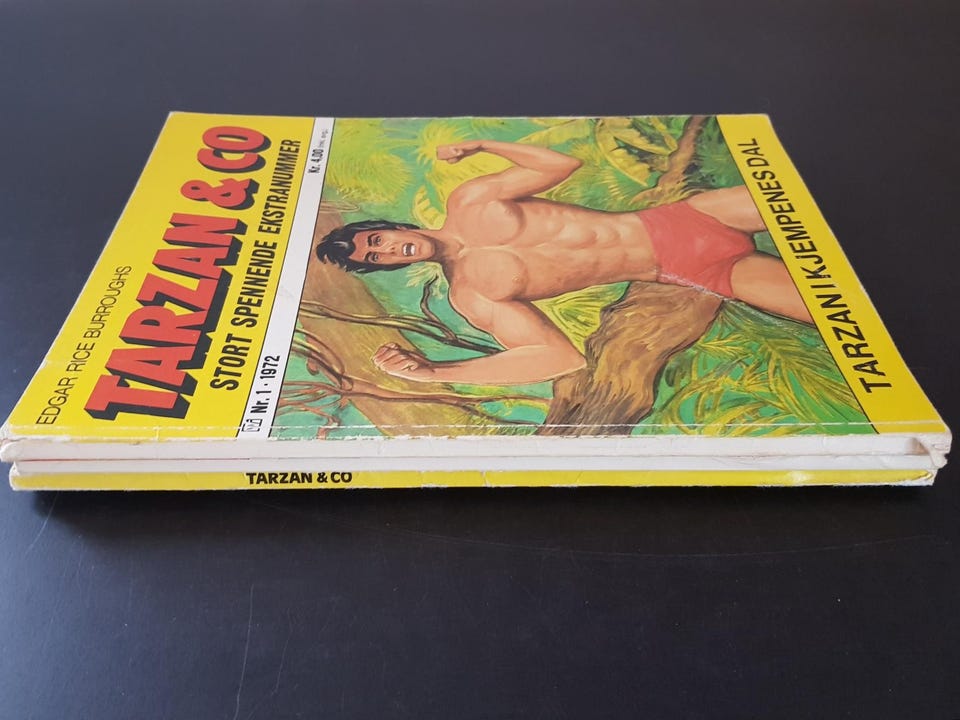 EDGAR RICE BURROUGHS
TARZAN & CO
STORT SPENNENDE EKSTRANUMMER
Nr. 1 · 1972
Kr. 4,00
TARZAN I KJEMPENES DAL
TARZAN & CO